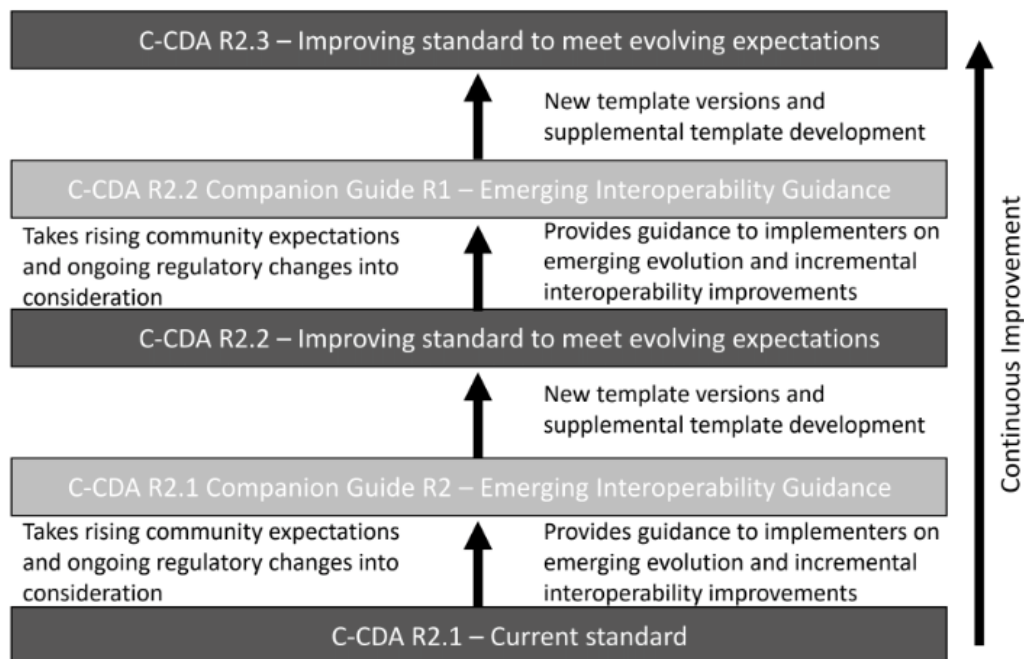 C-CDA R2.3 – Improving standard to meet evolving expectations
New template versions and
supplemental template development
C-CDA R2.2 Companion Guide R1 – Emerging Interoperability Guidance
Takes rising community expectations
and ongoing regulatory changes into
consideration
Provides guidance to implementers on
emerging evolution and incremental
interoperability improvements
C-CDA R2.2 – Improving standard to meet evolving expectations
New template versions and
supplemental template development
C-CDA R2.1 Companion Guide R2 – Emerging Interoperability Guidance
Takes rising community expectations
and ongoing regulatory changes into
consideration
Provides guidance to implementers on
emerging evolution and incremental
interoperability improvements
C-CDA R2.1 – Current standard
Continuous Improvement